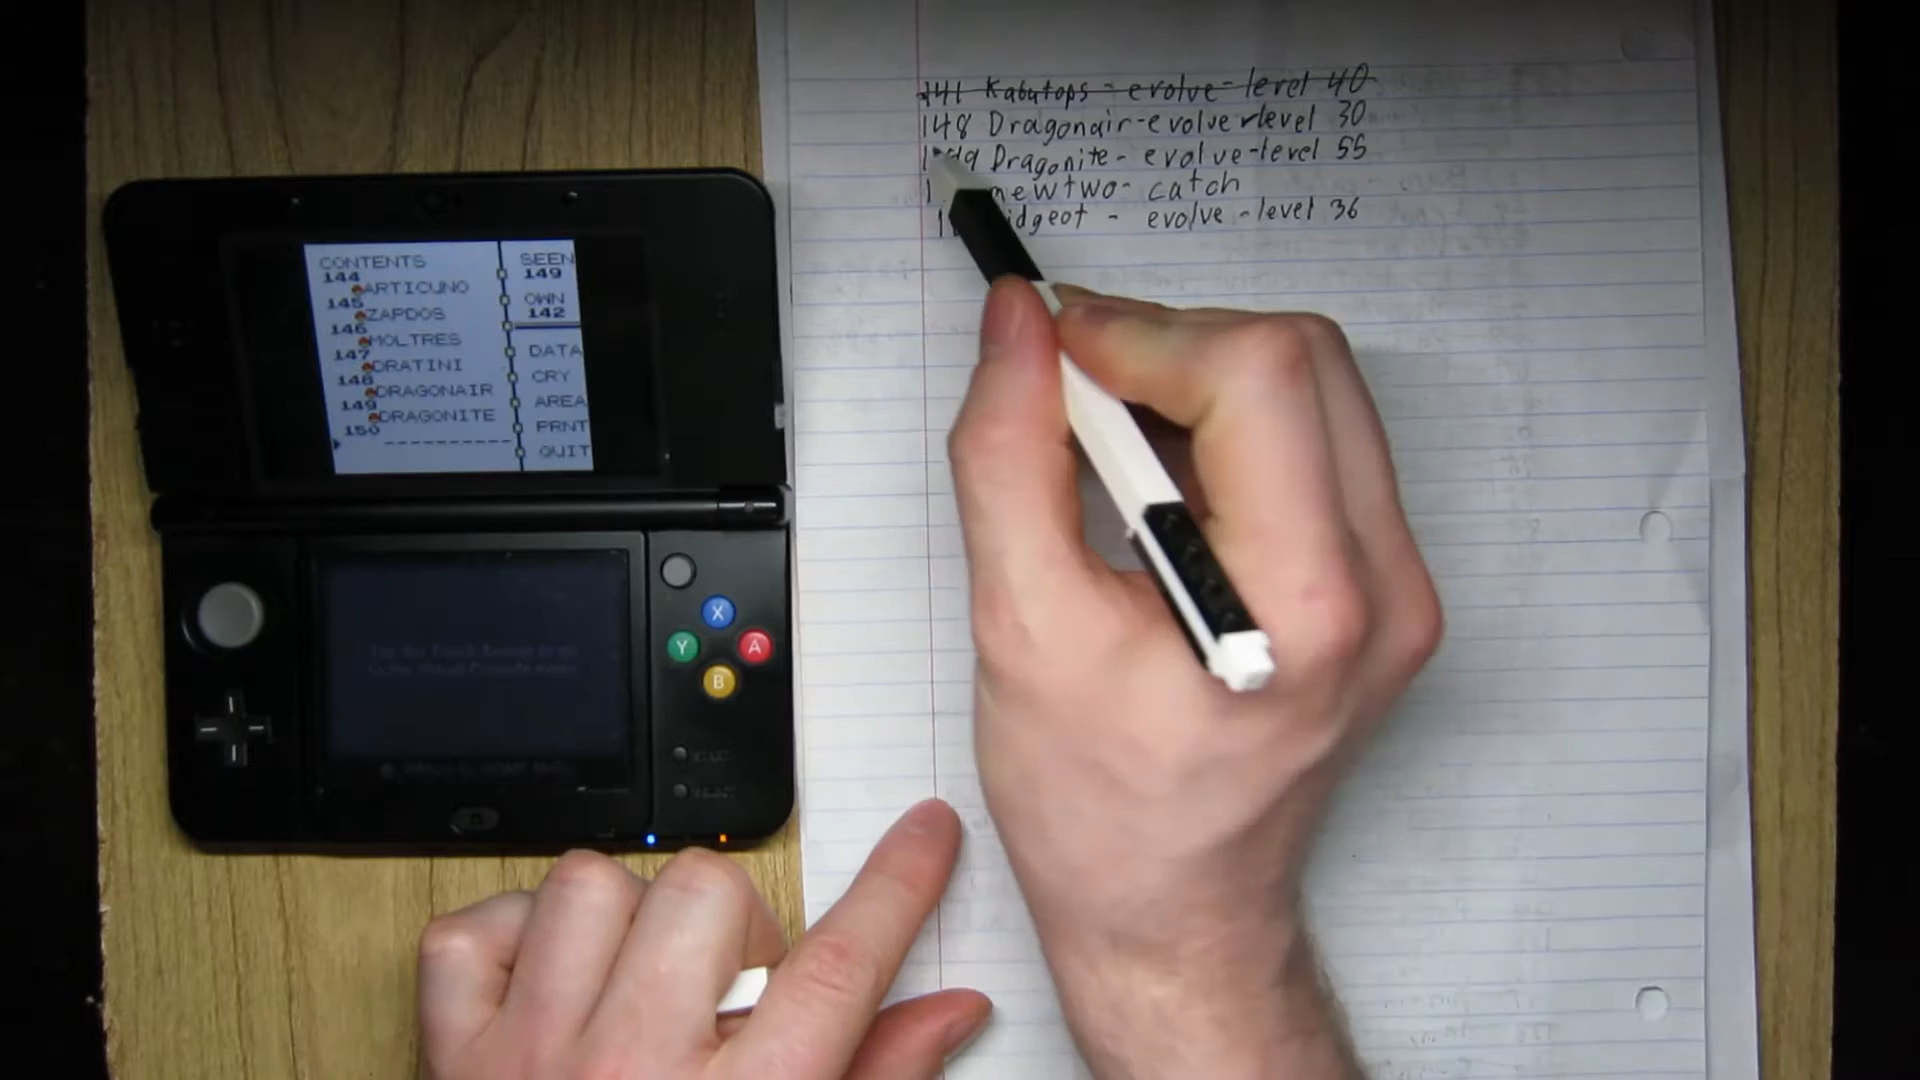 141 Kabutops - evolve - level 40
148 Dragonair - evolve level 30
149 Dragonite - evolve - level 55
mewtwo - catch
idgeot - evolve - level 36
CONTENTS
144
ARTICUNO
145
ZAPDOS
146
MOLTRES
147
DRATINI
148
DRAGONAIR
149
DRAGONITE
150
----------
SEEN
149
OWN
142
DATA
CRY
AREA
PRNT
QUIT
X
Y
A
B